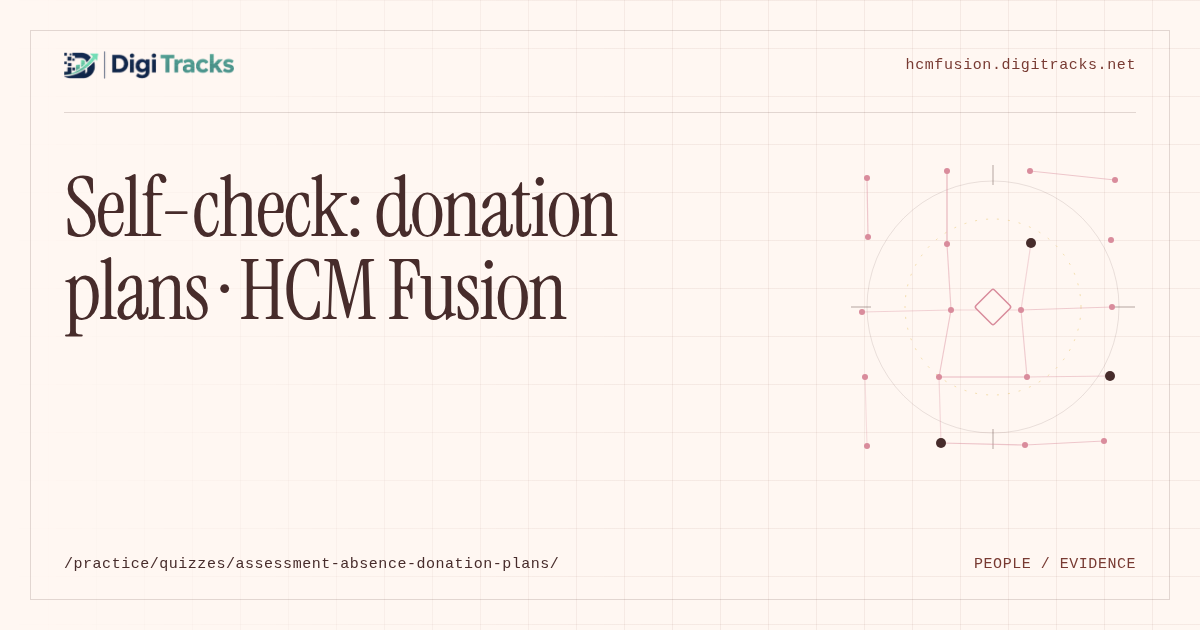 Digi Tracks
hcmfusion.digitracks.net
Self-check: donation
plans · HCM Fusion
/practice/quizzes/assessment-absence-donation-plans/
PEOPLE / EVIDENCE